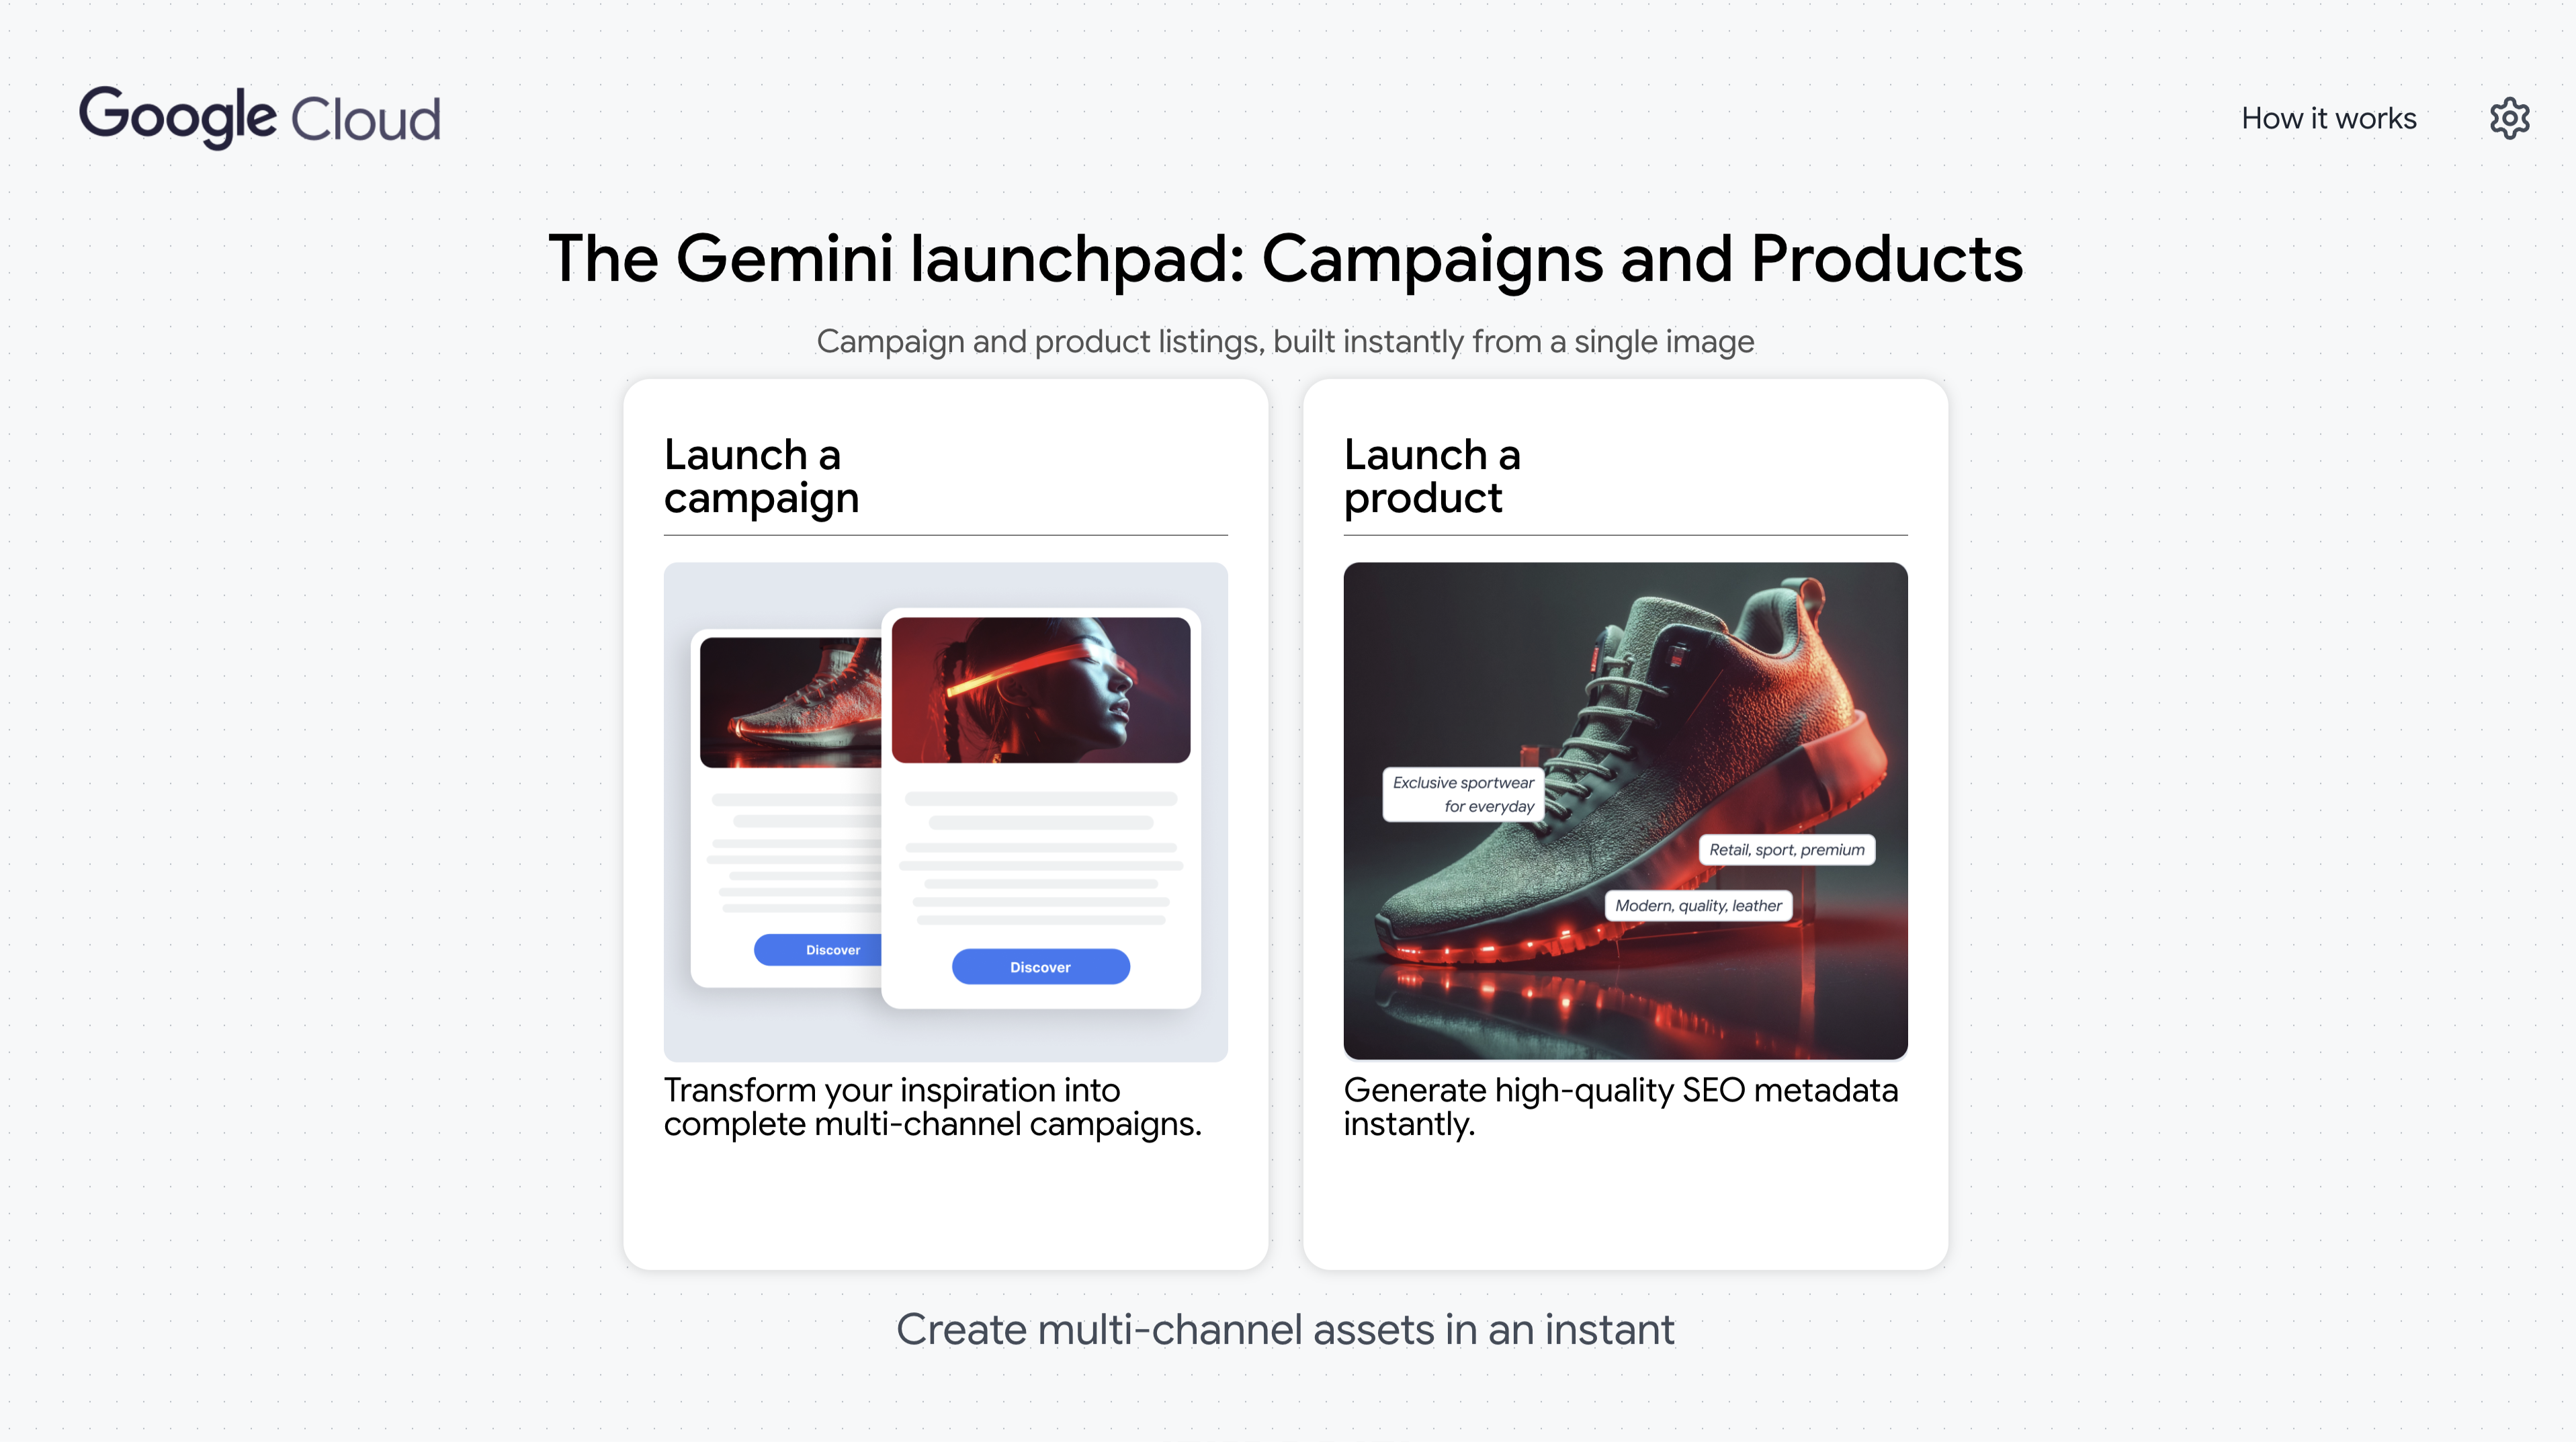 Google Cloud
How it works
The Gemini launchpad: Campaigns and Products
Campaign and product listings, built instantly from a single image
Launch a
campaign
Discover
Discover
Transform your inspiration into
complete multi-channel campaigns.
Launch a
product
Exclusive sportwear
for everyday
Retail, sport, premium
Modern, quality, leather
Generate high-quality SEO metadata
instantly.
Create multi-channel assets in an instant